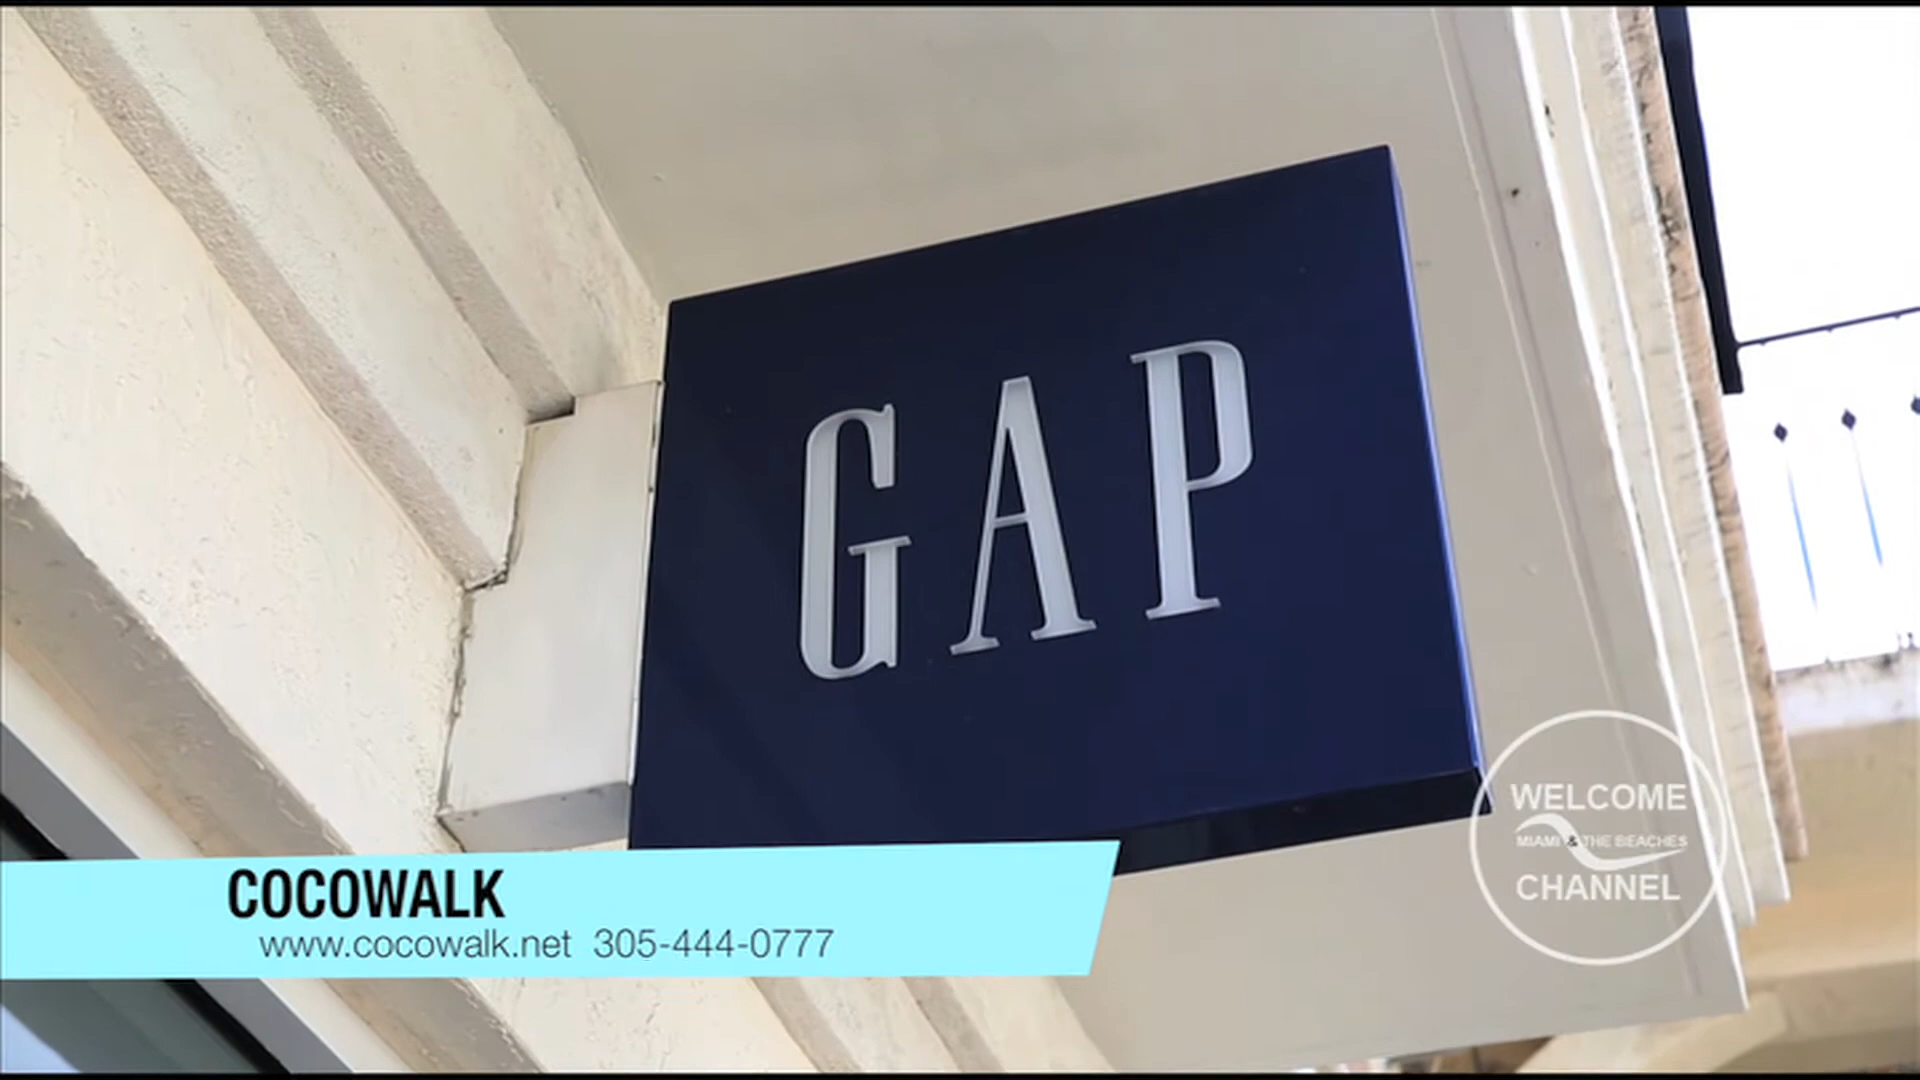 GAP
COCOWALK
www.cocowalk.net 305-444-0777
WELCOME
MIAMI & THE BEACHES
CHANNEL